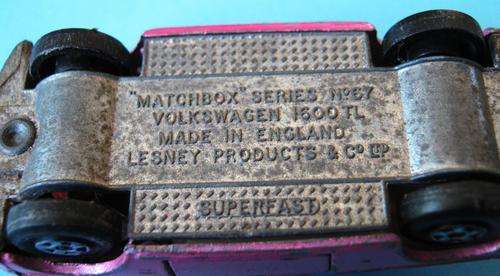 "MATCHBOX" SERIES Nº67
VOLKSWAGEN 1600 TL
MADE IN ENGLAND
LESNEY PRODUCTS & Cº LTD
SUPERFAST